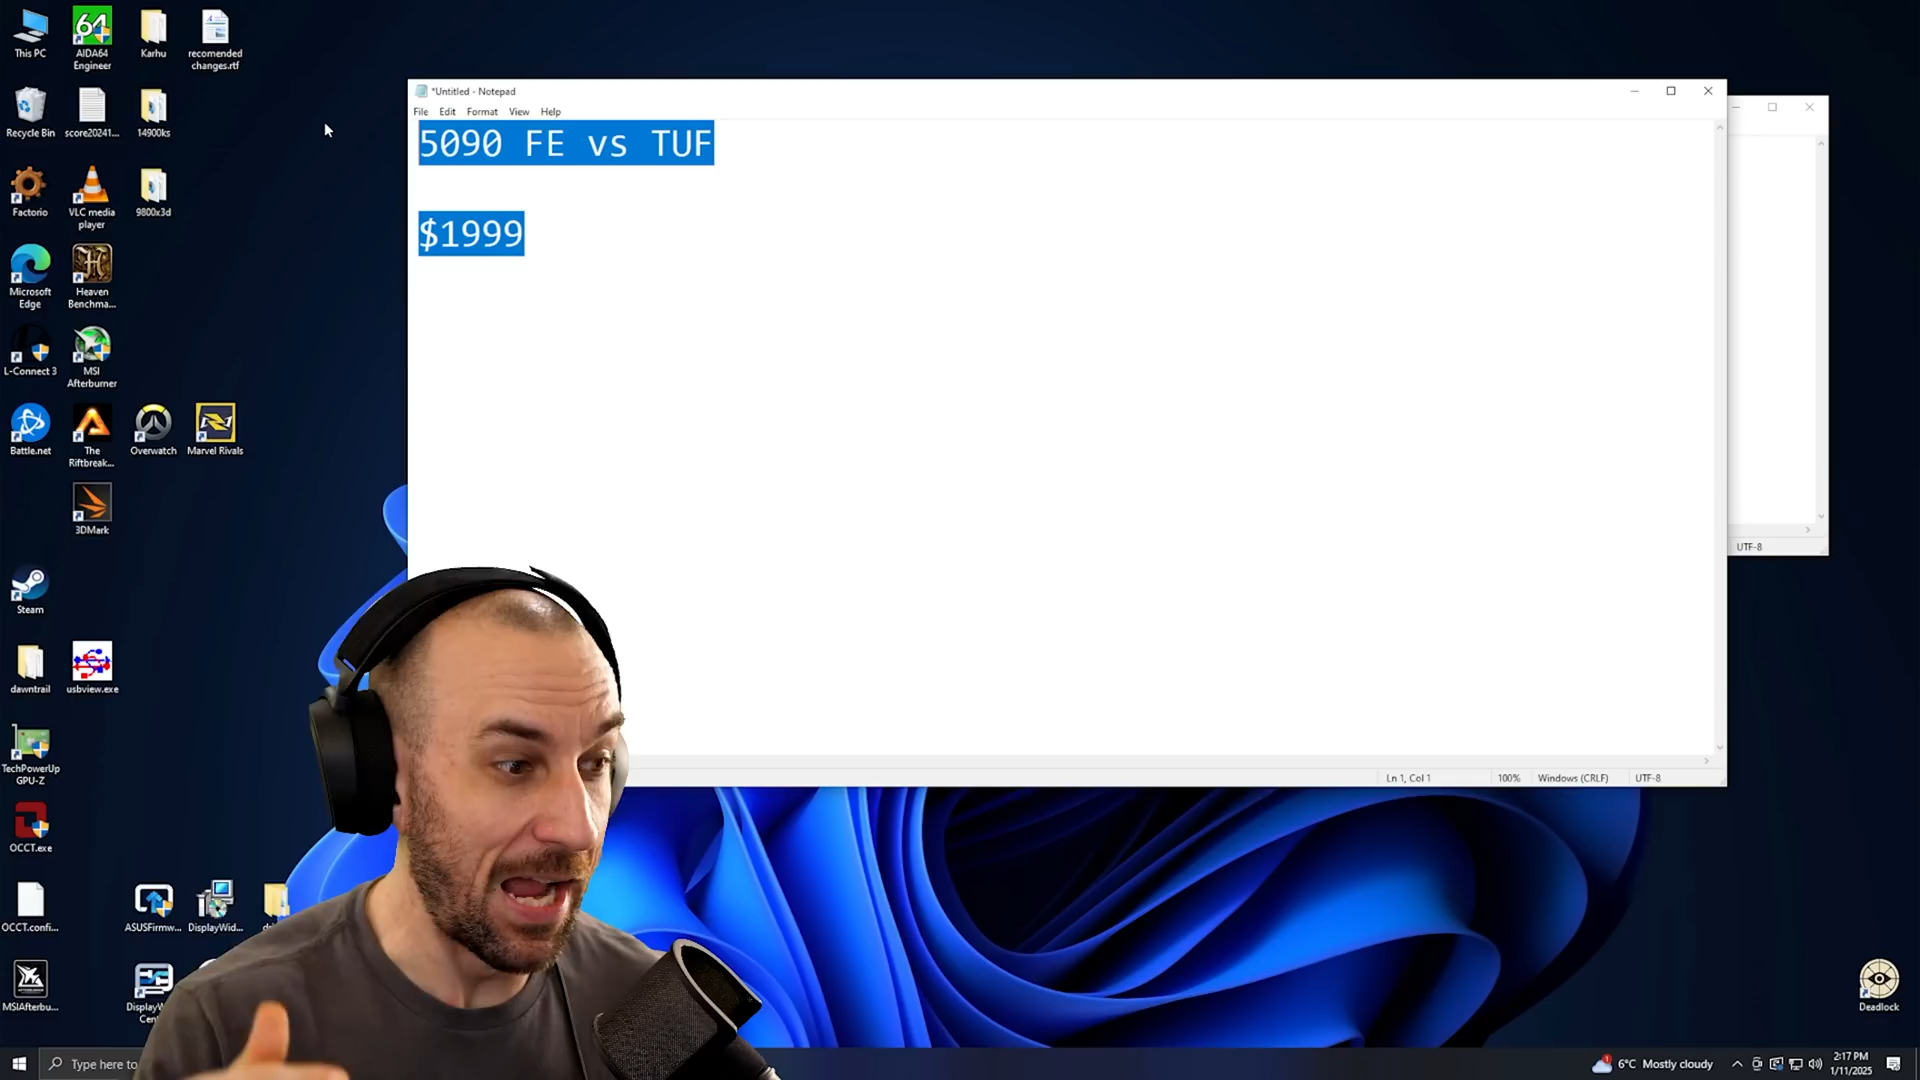 This PC
AIDA64
Engineer
Karhu
recomended
changes.rtf
Recycle Bin
score20241...
14900ks
Factorio
VLC media
player
9800x3d
Microsoft
Edge
Heaven
Benchma...
L-Connect 3
MSI
Afterburner
Battle.net
The
Riftbreak...
Overwatch
Marvel Rivals
3DMark
Steam
dawntrail
usbview.exe
TechPowerUp
GPU-Z
OCCT.exe
OCCT.confi...
ASUSFirmw...
DisplayWid...
MSIAfterbu...
*Untitled - Notepad
File Edit Format View Help
5090 FE vs TUF
$1999
Ln 1, Col 1
100%
Windows (CRLF)
UTF-8
UTF-8
Deadlock
Type here to
6°C Mostly cloudy
2:17 PM
1/11/2025